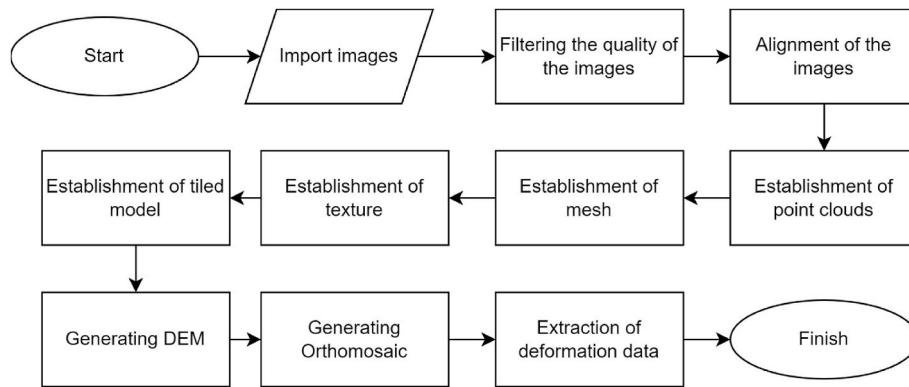 Start
Import images
Filtering the quality of
the images
Alignment of the
images
Establishment of
point clouds
Establishment of
mesh
Establishment of
texture
Establishment of tiled
model
Generating DEM
Generating
Orthomosaic
Extraction of
deformation data
Finish